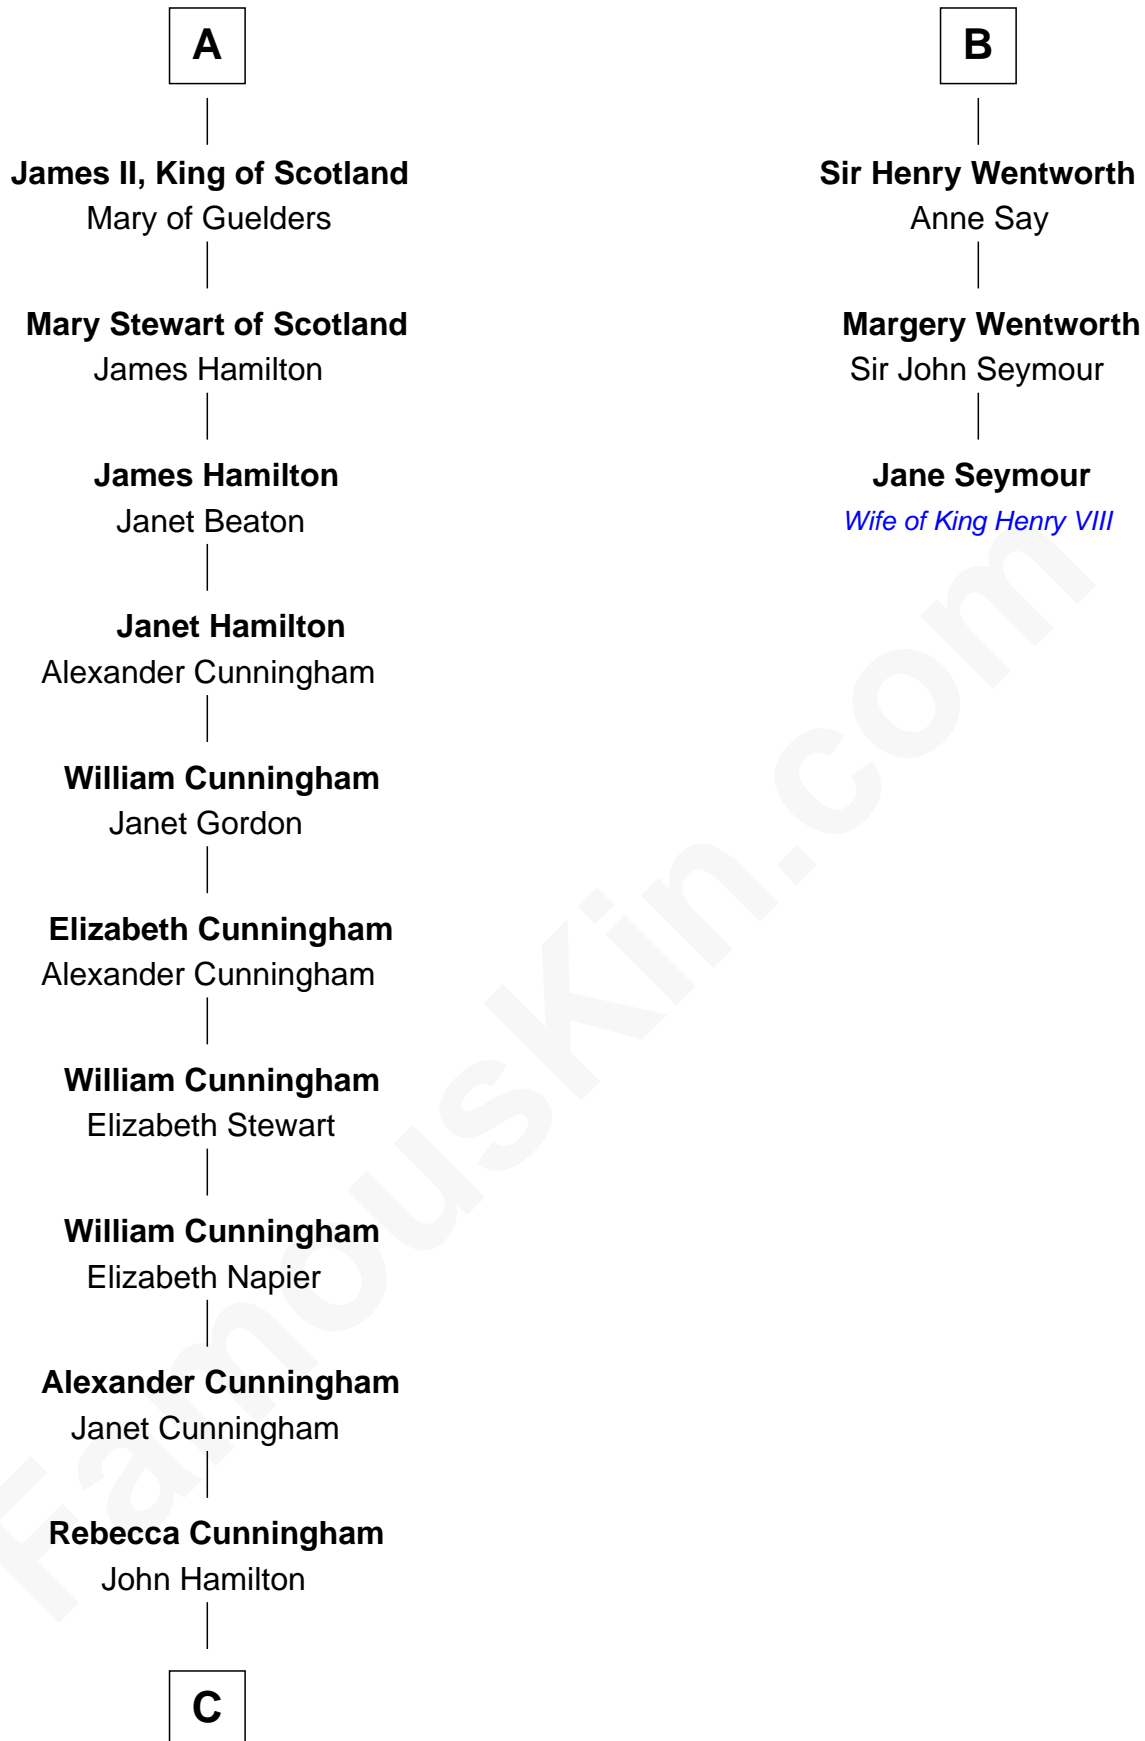 A
James II, King of Scotland
Mary of Guelders
Mary Stewart of Scotland
James Hamilton
James Hamilton
Janet Beaton
Janet Hamilton
Alexander Cunningham
William Cunningham
Janet Gordon
Elizabeth Cunningham
Alexander Cunningham
William Cunningham
Elizabeth Stewart
William Cunningham
Elizabeth Napier
Alexander Cunningham
Janet Cunningham
Rebecca Cunningham
John Hamilton
C
B
Sir Henry Wentworth
Anne Say
Margery Wentworth
Sir John Seymour
Jane Seymour
Wife of King Henry VIII
FamousKin.com